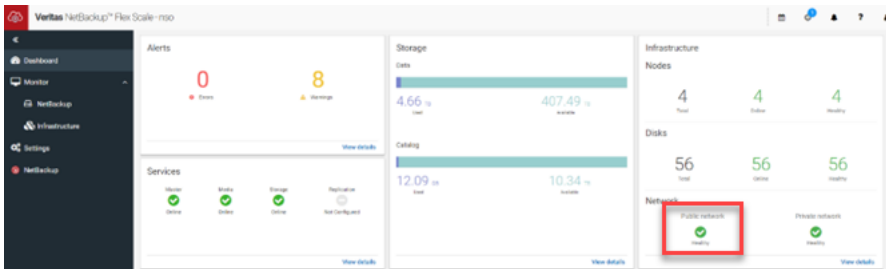 Veritas NetBackup™ Flex Scale - nso
?
«
Dashboard
Monitor
NetBackup
Infrastructure
Settings
NetBackup
Alerts
0
Errors
8
Warnings
View details
Services
Master
Online
Media
Online
Storage
Online
Replication
Not Configured
View details
Storage
Data
4.66 TB
Used
407.49 TB
Available
Catalog
12.09 GB
Used
10.34 TB
Available
View details
Infrastructure
Nodes
4
Total
4
Online
4
Healthy
Disks
56
Total
56
Online
56
Healthy
Network
Public network
Healthy
Private network
Healthy
View details